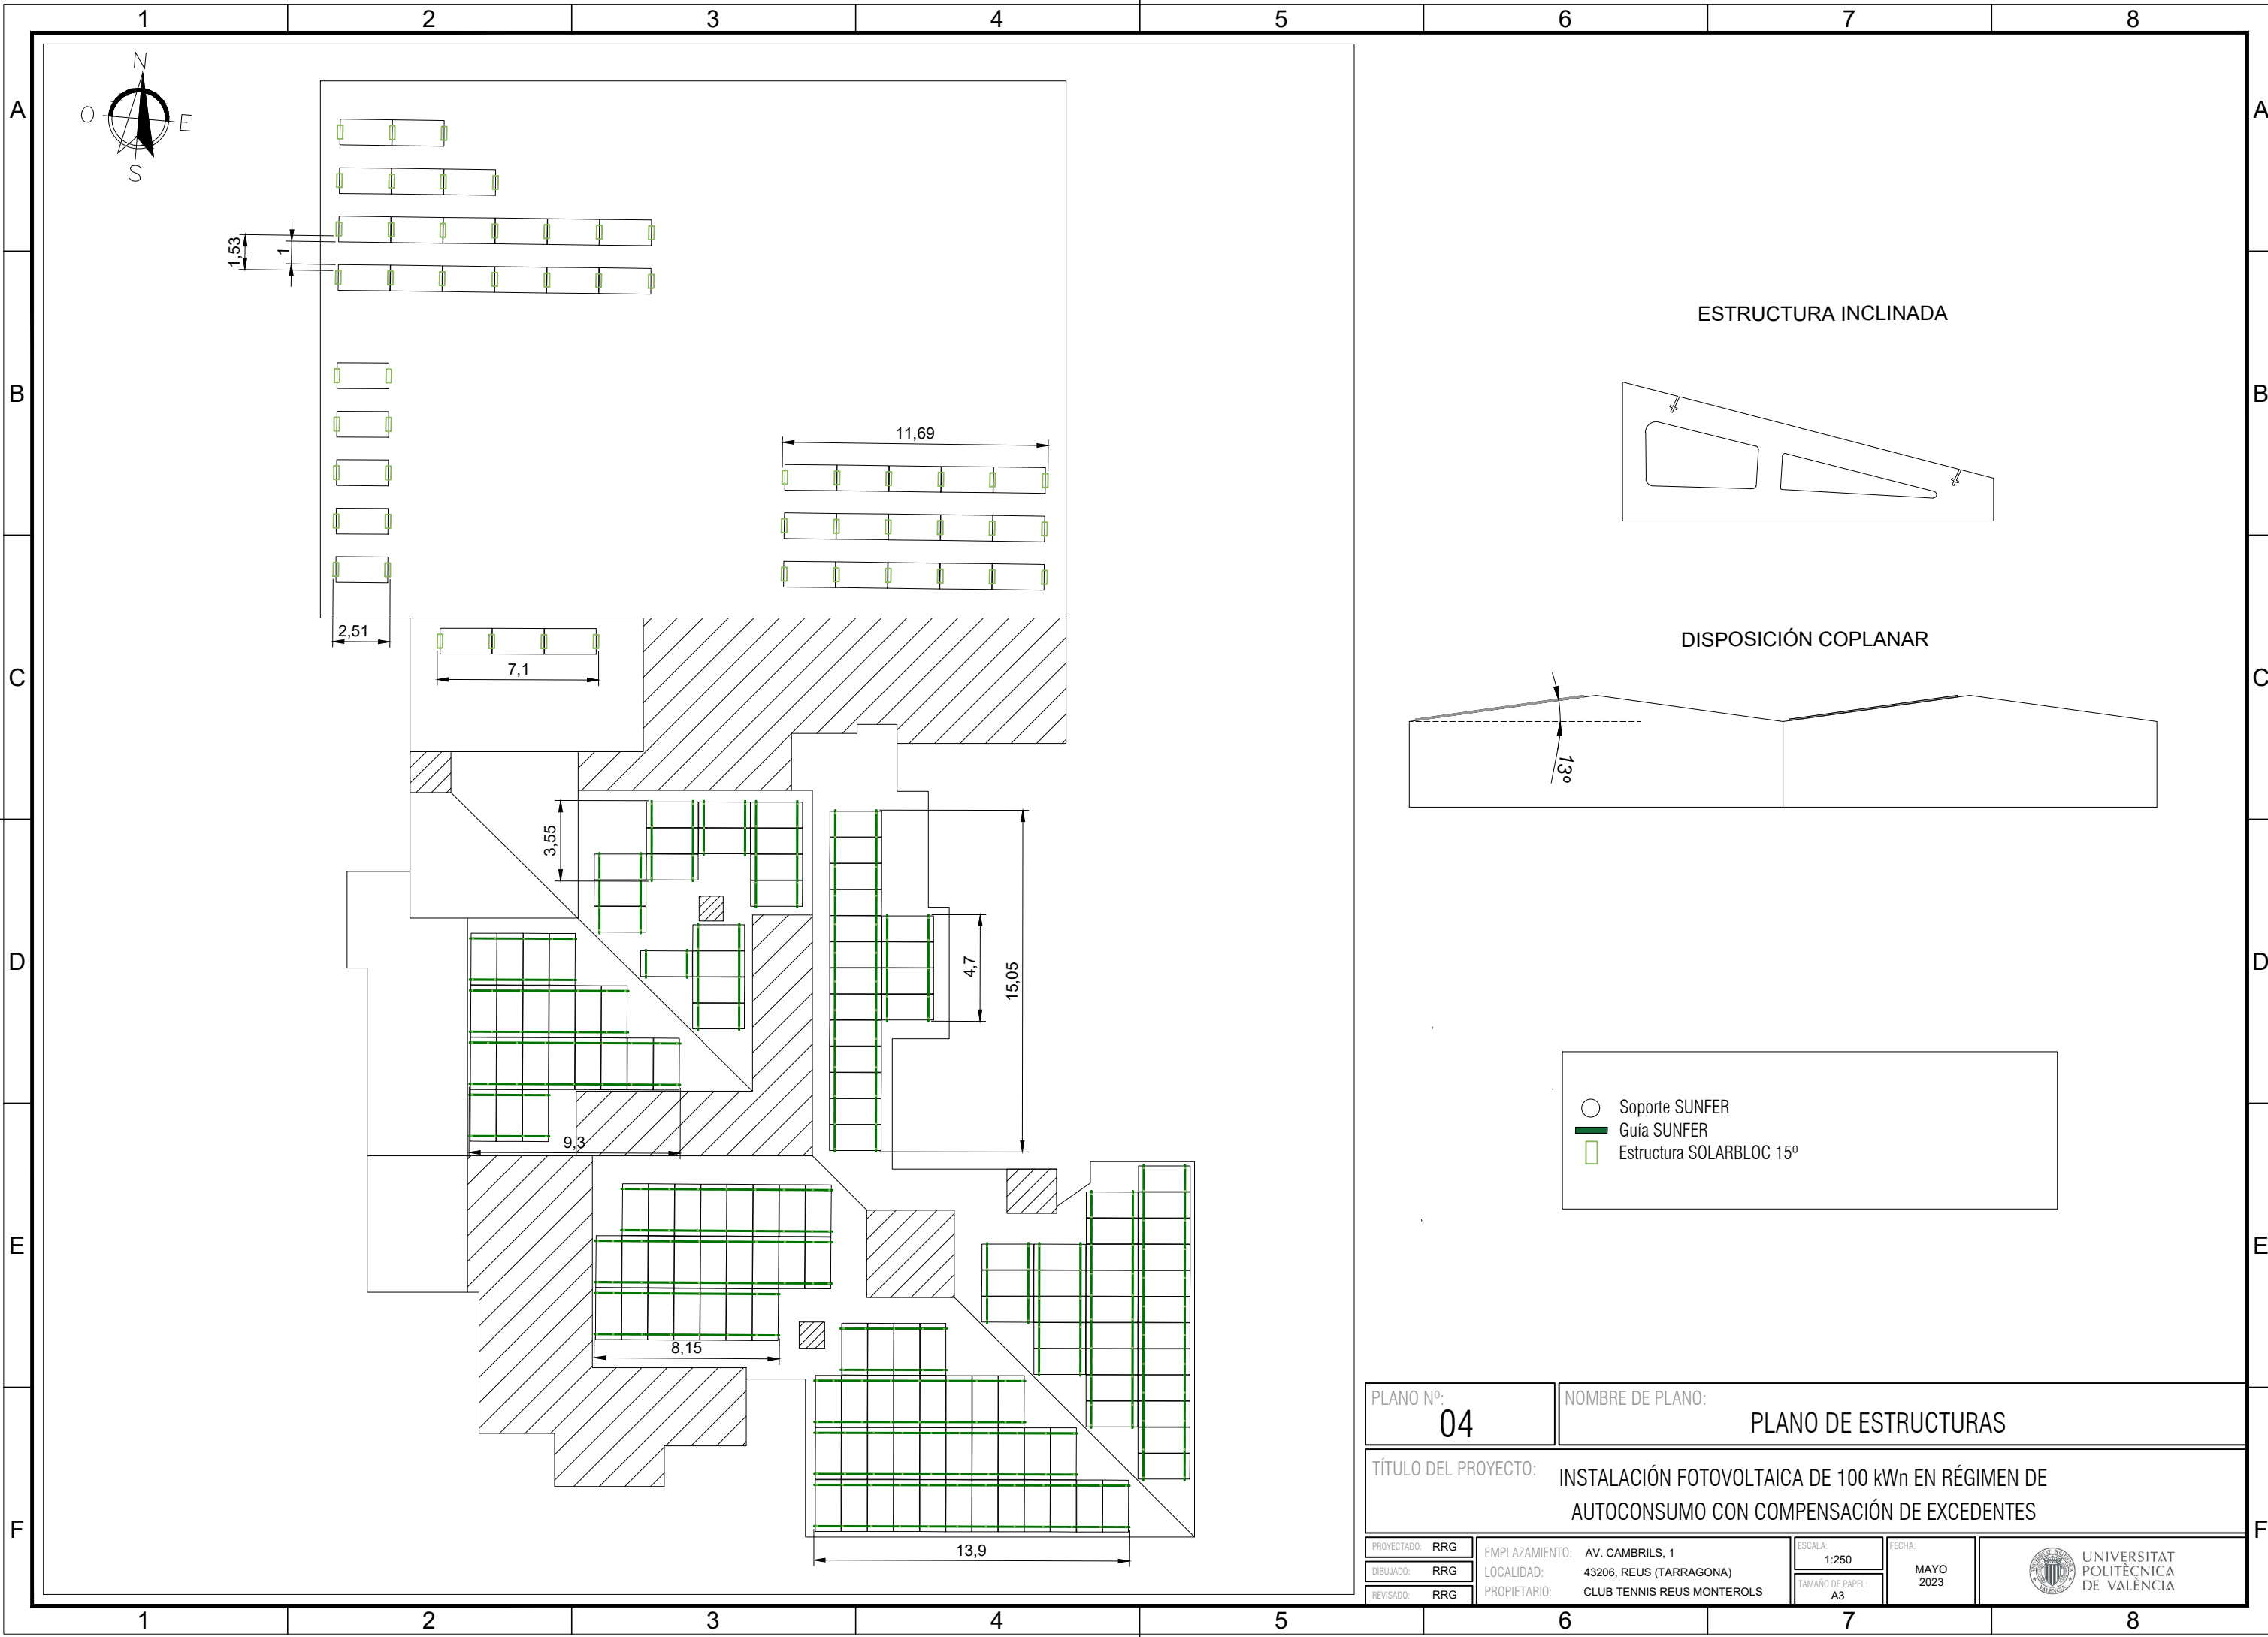 1 2 3 4 5 6 7 8
A A
B B
C C
D D
E E
F F
N
O E
S
1,53
1
11,69
2,51
7,1
3,55
4,7
15,05
9,3
8,15
13,9
ESTRUCTURA INCLINADA
DISPOSICIÓN COPLANAR
13º
Soporte SUNFER
Guía SUNFER
Estructura SOLARBLOC 15º
PLANO Nº:
04
NOMBRE DE PLANO:
PLANO DE ESTRUCTURAS
TÍTULO DEL PROYECTO:
INSTALACIÓN FOTOVOLTAICA DE 100 kWn EN RÉGIMEN DE
AUTOCONSUMO CON COMPENSACIÓN DE EXCEDENTES
PROYECTADO: RRG
DIBUJADO: RRG
REVISADO: RRG
EMPLAZAMIENTO: AV. CAMBRILS, 1
LOCALIDAD: 43206, REUS (TARRAGONA)
PROPIETARIO: CLUB TENNIS REUS MONTEROLS
ESCALA:
1:250
TAMAÑO DE PAPEL:
A3
FECHA:
MAYO
2023
UNIVERSITAT
POLITÈCNICA
DE VALÈNCIA
1 2 3 4 5 6 7 8